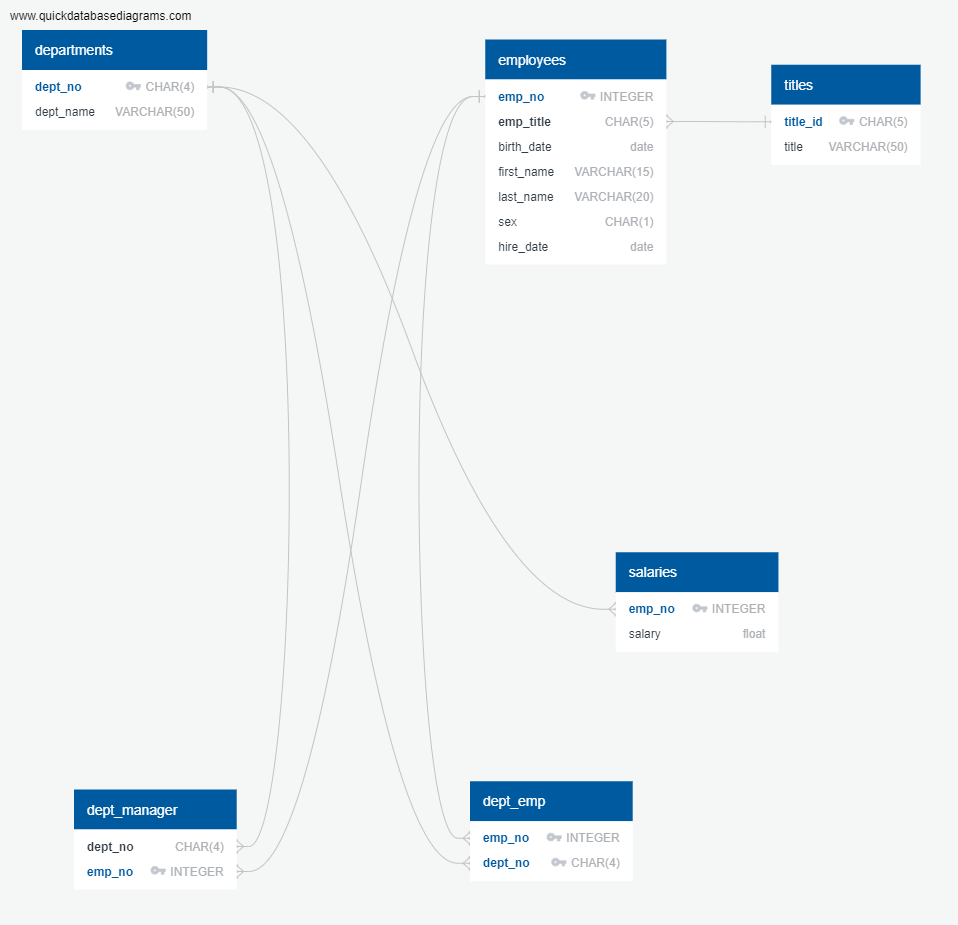 www.quickdatabasediagrams.com
departments
dept_no CHAR(4)
dept_name VARCHAR(50)
employees
emp_no INTEGER
emp_title CHAR(5)
birth_date date
first_name VARCHAR(15)
last_name VARCHAR(20)
sex CHAR(1)
hire_date date
titles
title_id CHAR(5)
title VARCHAR(50)
salaries
emp_no INTEGER
salary float
dept_manager
dept_no CHAR(4)
emp_no INTEGER
dept_emp
emp_no INTEGER
dept_no CHAR(4)